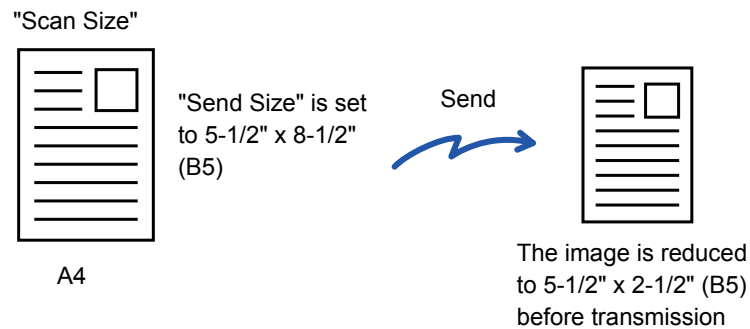 "Scan Size"
"Send Size" is set
to 5-1/2" x 8-1/2"
(B5)
Send
A4
The image is reduced
to 5-1/2" x 2-1/2" (B5)
before transmission